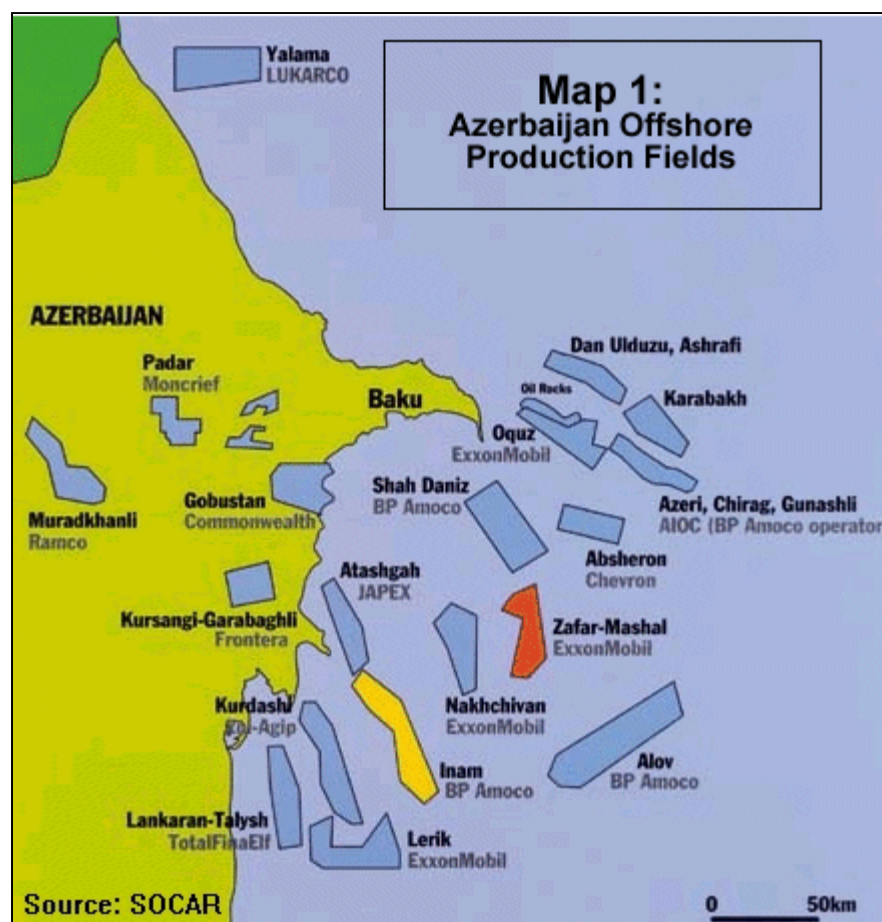 Yalama
LUKARCO
Map 1:
Azerbaijan Offshore
Production Fields
AZERBAIJAN
Padar
Moncrief
Baku
Dan Ulduzu, Ashrafi
Oil Rocks
Karabakh
Oquz
ExxonMobil
Muradkhanli
Ramco
Gobustan
Commonwealth
Shah Daniz
BP Amoco
Azeri, Chirag, Gunashli
AIOC (BP Amoco operator
Absheron
Chevron
Atashgah
JAPEX
Kursangi-Garabaghli
Frontera
Zafar-Mashal
ExxonMobil
Nakhchivan
ExxonMobil
Kurdashi
Agip
Inam
BP Amoco
Alov
BP Amoco
Lankaran-Talysh
TotalFinaElf
Lerik
ExxonMobil
Source: SOCAR
0 50km